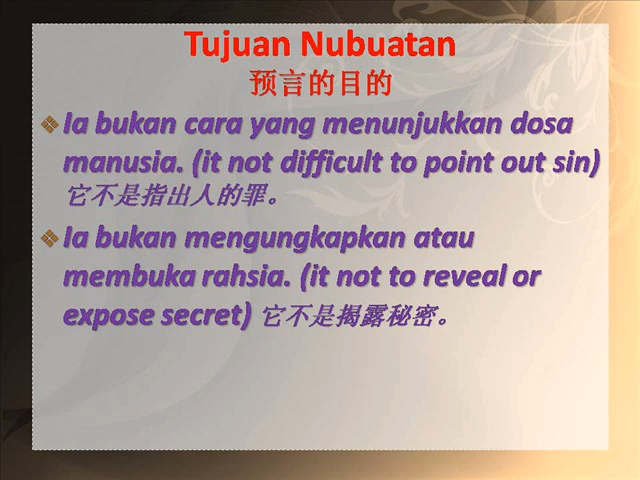 Tujuan Nubuatan
预言的目的
Ia bukan cara yang menunjukkan dosa
manusia. (it not difficult to point out sin)
它不是指出人的罪。
Ia bukan mengungkapkan atau
membuka rahsia. (it not to reveal or
expose secret) 它不是揭露秘密。